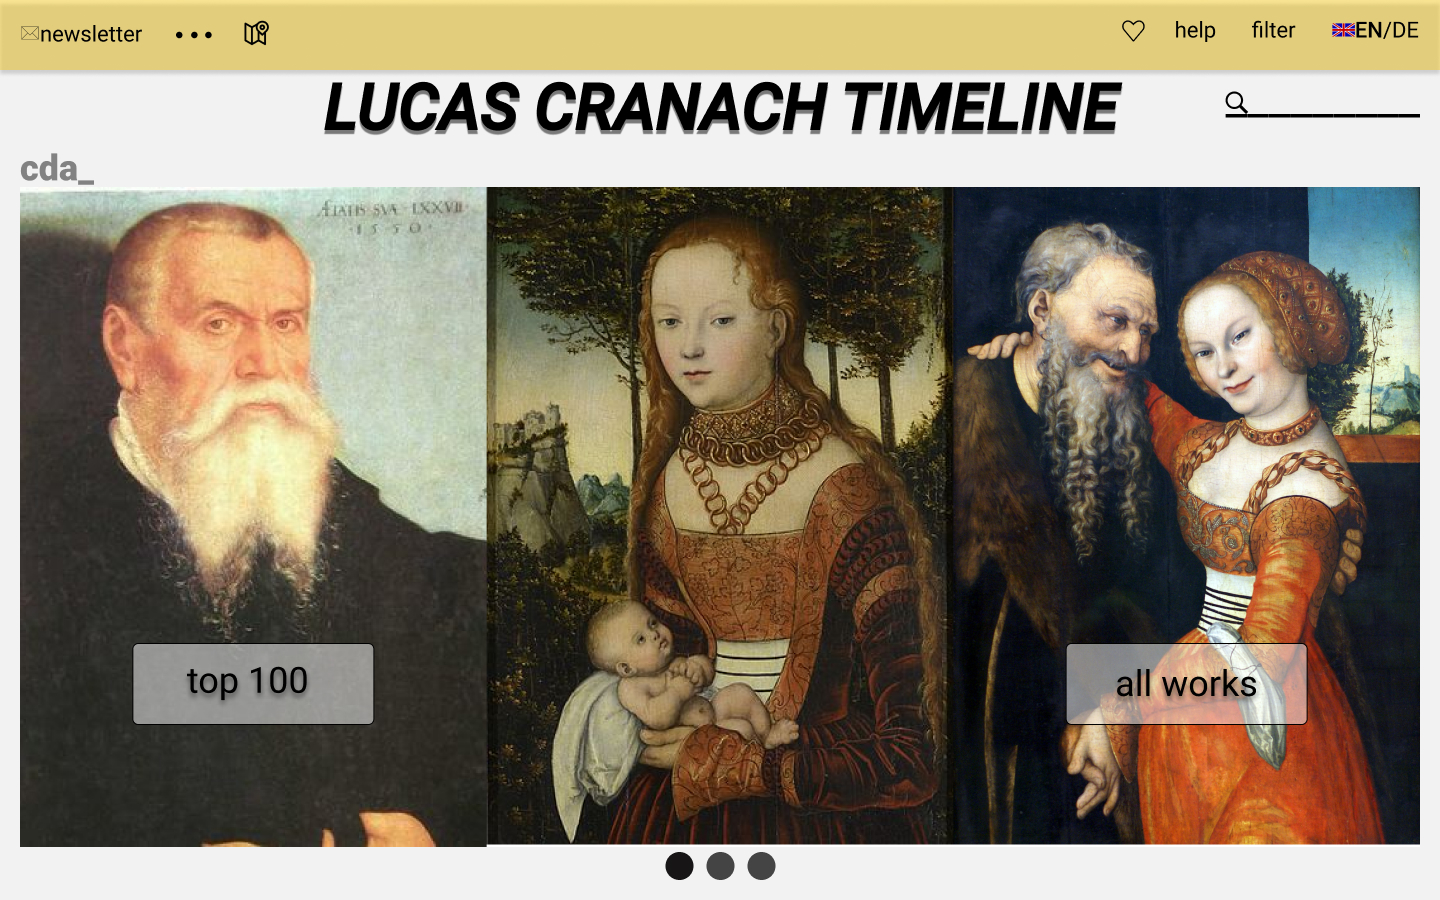 newsletter
help filter EN/DE
LUCAS CRANACH TIMELINE
cda_
ÆTATIS SVÆ LXXVII
1550
top 100
all works